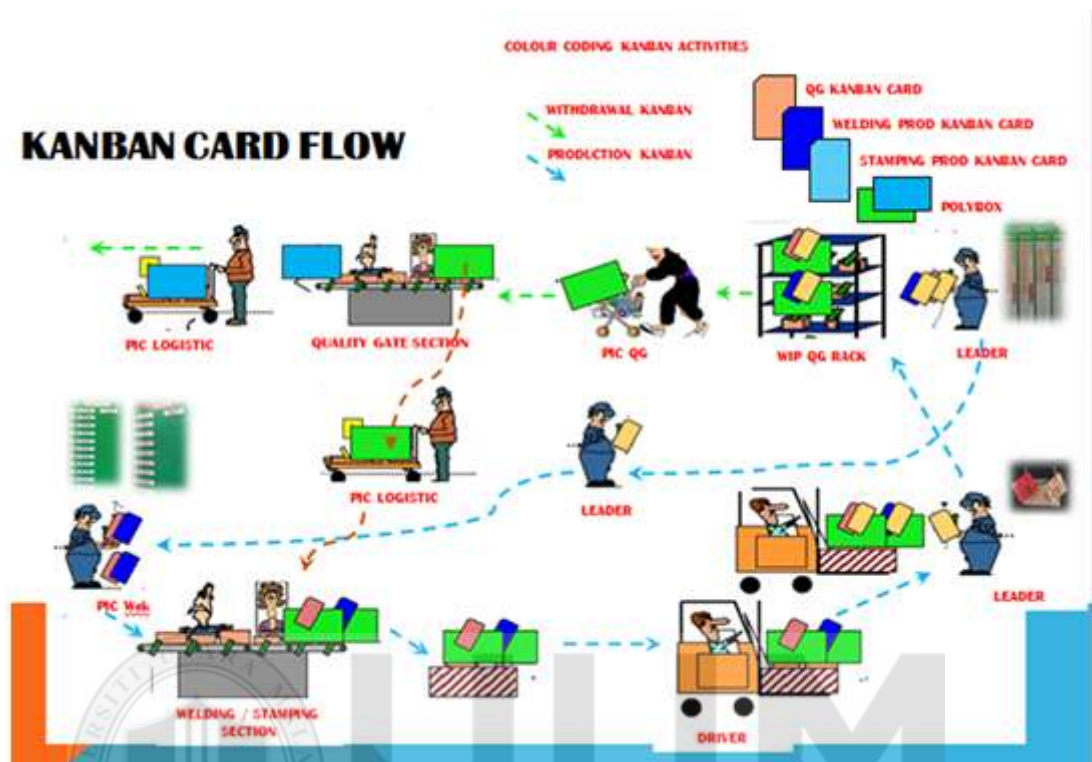 COLOUR CODING KANBAN ACTIVITIES
QG KANBAN CARD
WITHDRAWAL KANBAN
WELDING PROD KANBAN CARD
KANBAN CARD FLOW
PRODUCTION KANBAN
STAMPING PROD KANBAN CARD
POLYBOX
PIC LOGISTIC
QUALITY GATE SECTION
PIC QG
WIP QG RACK
LEADER
PIC LOGISTIC
LEADER
LEADER
PIC Wek
WELDING / STAMPING
SECTION
DRIVER
UUM